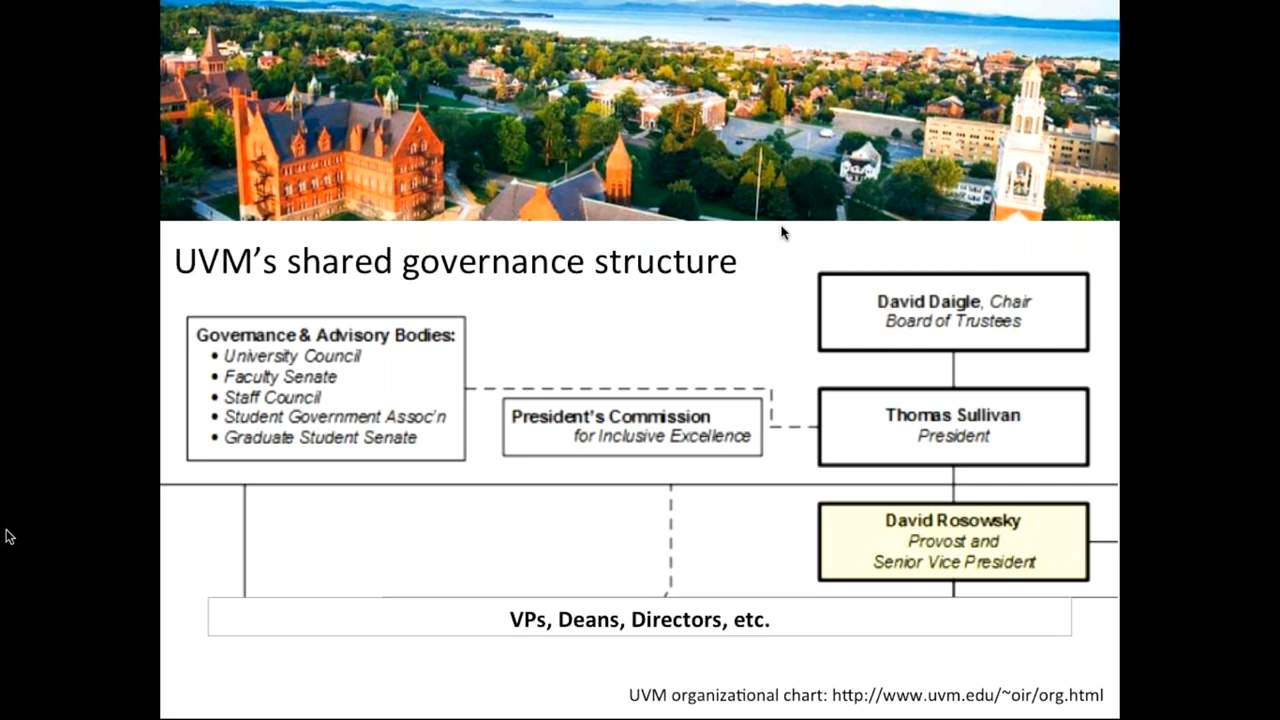 UVM's shared governance structure
David Daigle, Chair
Board of Trustees
Governance & Advisory Bodies:
• University Council
• Faculty Senate
• Staff Council
• Student Government Assoc'n
• Graduate Student Senate
President's Commission
for Inclusive Excellence
Thomas Sullivan
President
David Rosowsky
Provost and
Senior Vice President
VPs, Deans, Directors, etc.
UVM organizational chart: http://www.uvm.edu/~oir/org.html